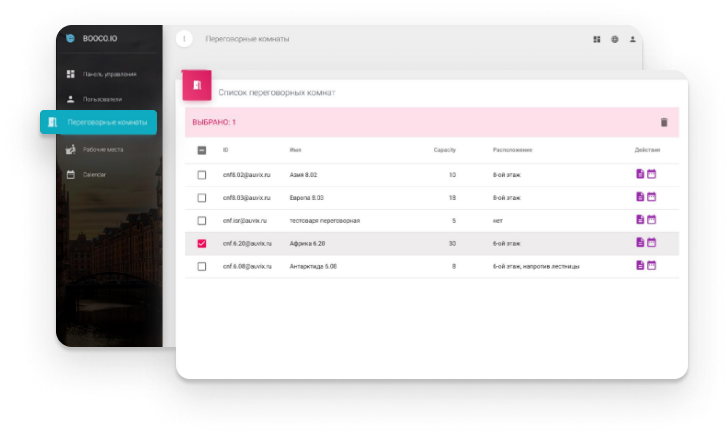 BOOCO.IO
Переговорные комнаты
Панель управления
Пользователи
Переговорные комнаты
Рабочие места
Calendar
Список переговорных комнат
ВЫБРАНО: 1
ID Имя Capacity Расположение Действия
cnf8.02@auvix.ru Азия 8.02 10 8-ой этаж
cnf8.03@auvix.ru Европа 8.03 18 8-ой этаж
cnf.isr@auvix.ru тестоваря переговорная 5 нет
cnf.6.20@auvix.ru Африка 6.20 30 6-ой этаж
cnf.6.08@auvix.ru Антарктида 6.08 8 6-ой этаж, напротив лестницы